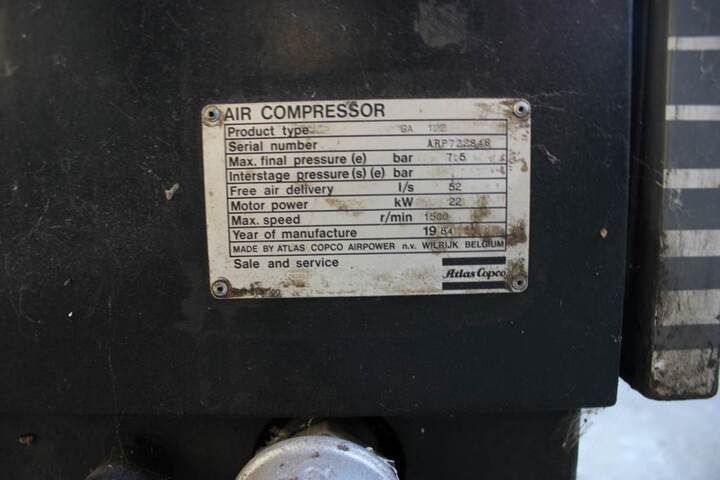 AIR COMPRESSOR
Product type GA 122
Serial number
Max. final pressure (e) bar 7.5
Interstage pressure (s) (e) bar
Free air delivery l/s 52
Motor power kW 22
Max. speed r/min 1500
Year of manufacture 19 84
MADE BY ATLAS COPCO AIRPOWER n.v. WILRIJK BELGIUM
Sale and service
Atlas Copco